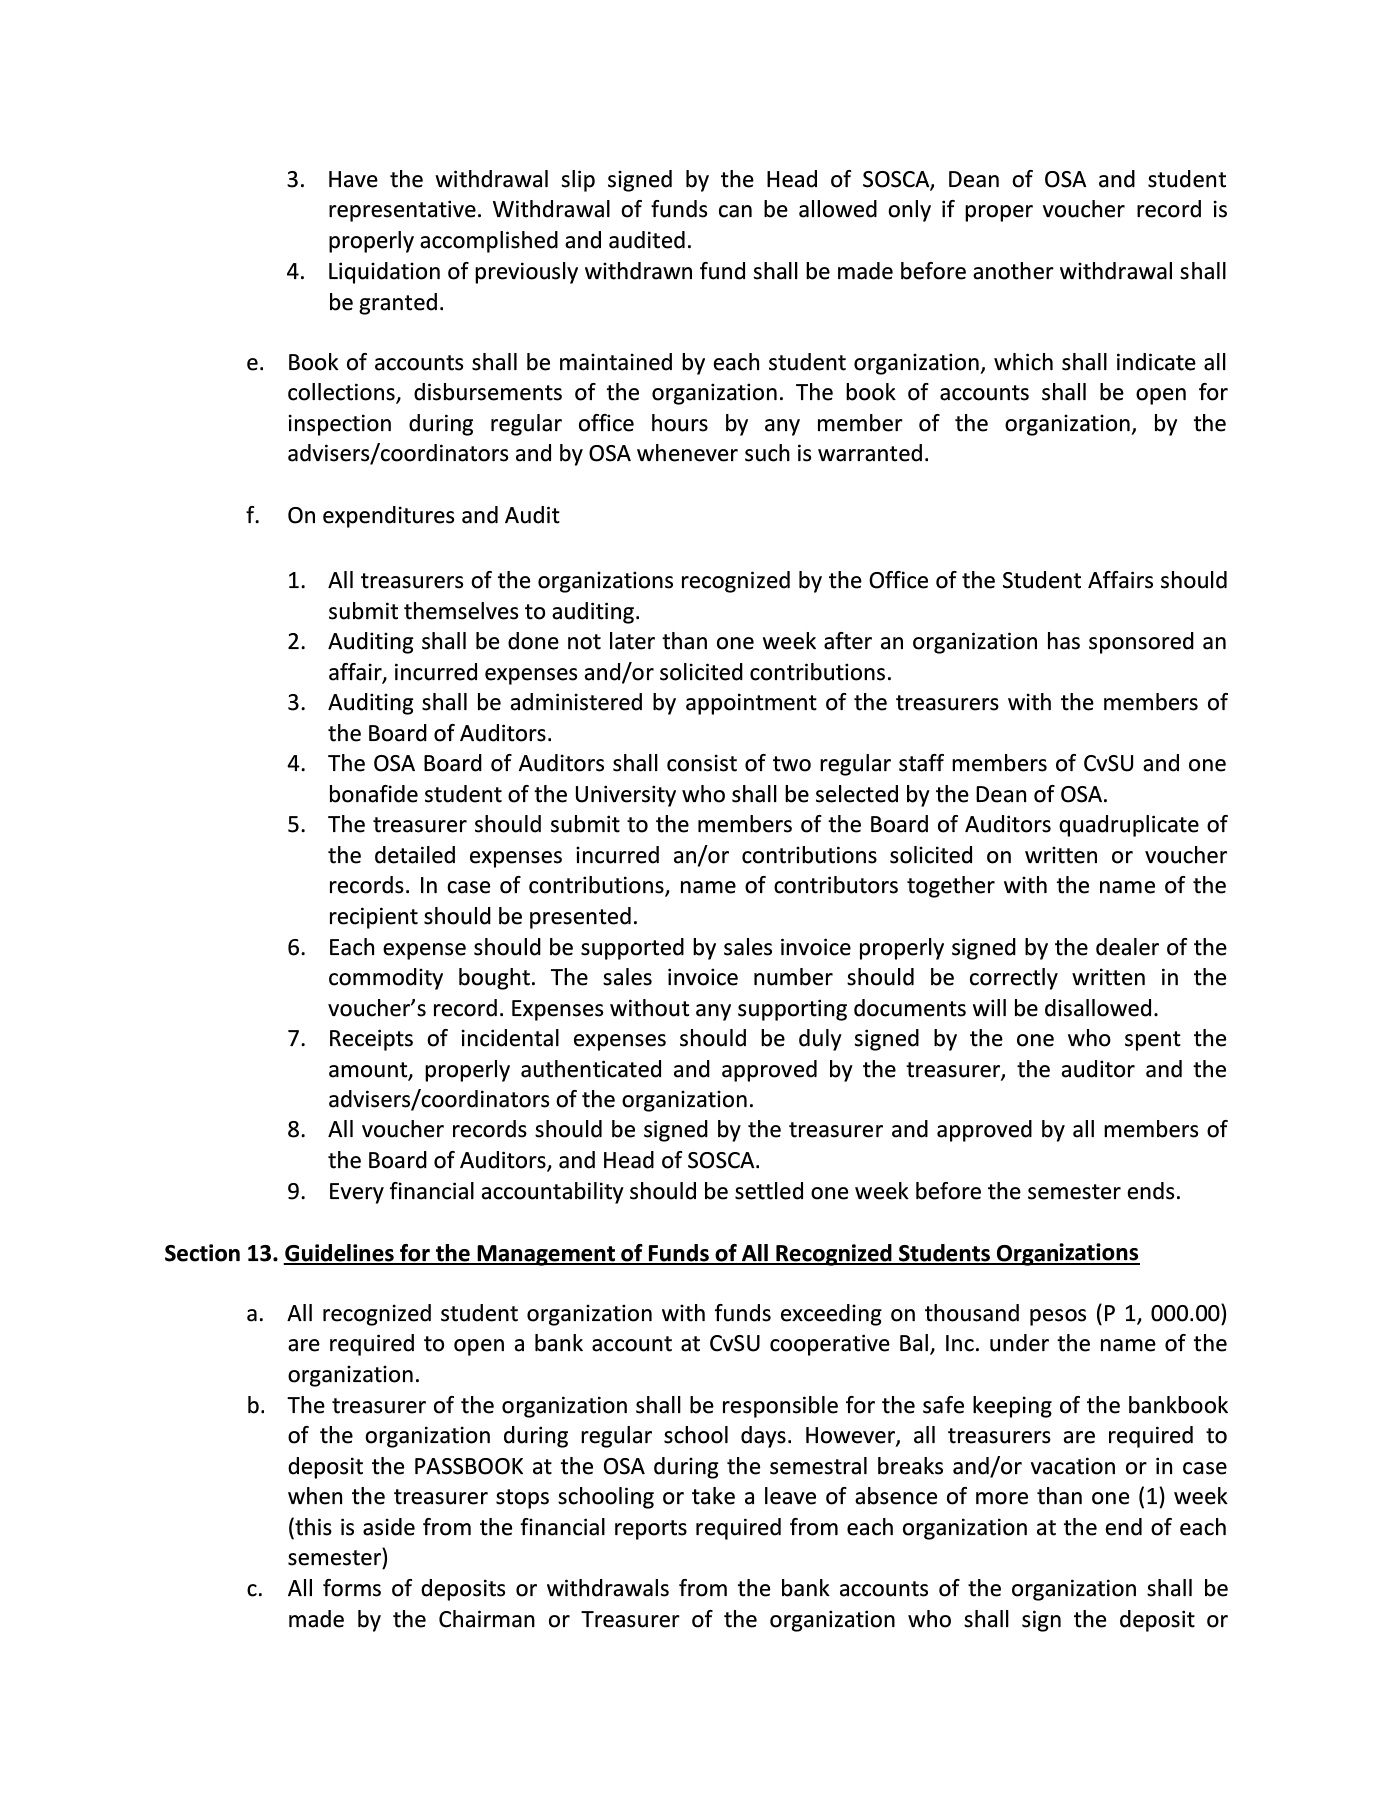 3. Have the withdrawal slip signed by the Head of SOSCA, Dean of OSA and student
representative. Withdrawal of funds can be allowed only if proper voucher record is
properly accomplished and audited.
4. Liquidation of previously withdrawn fund shall be made before another withdrawal shall
be granted.
e. Book of accounts shall be maintained by each student organization, which shall indicate all
collections, disbursements of the organization. The book of accounts shall be open for
inspection during regular office hours by any member of the organization, by the
advisers/coordinators and by OSA whenever such is warranted.
f. On expenditures and Audit
1. All treasurers of the organizations recognized by the Office of the Student Affairs should
submit themselves to auditing.
2. Auditing shall be done not later than one week after an organization has sponsored an
affair, incurred expenses and/or solicited contributions.
3. Auditing shall be administered by appointment of the treasurers with the members of
the Board of Auditors.
4. The OSA Board of Auditors shall consist of two regular staff members of CvSU and one
bonafide student of the University who shall be selected by the Dean of OSA.
5. The treasurer should submit to the members of the Board of Auditors quadruplicate of
the detailed expenses incurred an/or contributions solicited on written or voucher
records. In case of contributions, name of contributors together with the name of the
recipient should be presented.
6. Each expense should be supported by sales invoice properly signed by the dealer of the
commodity bought. The sales invoice number should be correctly written in the
voucher’s record. Expenses without any supporting documents will be disallowed.
7. Receipts of incidental expenses should be duly signed by the one who spent the
amount, properly authenticated and approved by the treasurer, the auditor and the
advisers/coordinators of the organization.
8. All voucher records should be signed by the treasurer and approved by all members of
the Board of Auditors, and Head of SOSCA.
9. Every financial accountability should be settled one week before the semester ends.
Section 13. Guidelines for the Management of Funds of All Recognized Students Organizations
a. All recognized student organization with funds exceeding on thousand pesos (P 1, 000.00)
are required to open a bank account at CvSU cooperative Bal, Inc. under the name of the
organization.
b. The treasurer of the organization shall be responsible for the safe keeping of the bankbook
of the organization during regular school days. However, all treasurers are required to
deposit the PASSBOOK at the OSA during the semestral breaks and/or vacation or in case
when the treasurer stops schooling or take a leave of absence of more than one (1) week
(this is aside from the financial reports required from each organization at the end of each
semester)
c. All forms of deposits or withdrawals from the bank accounts of the organization shall be
made by the Chairman or Treasurer of the organization who shall sign the deposit or